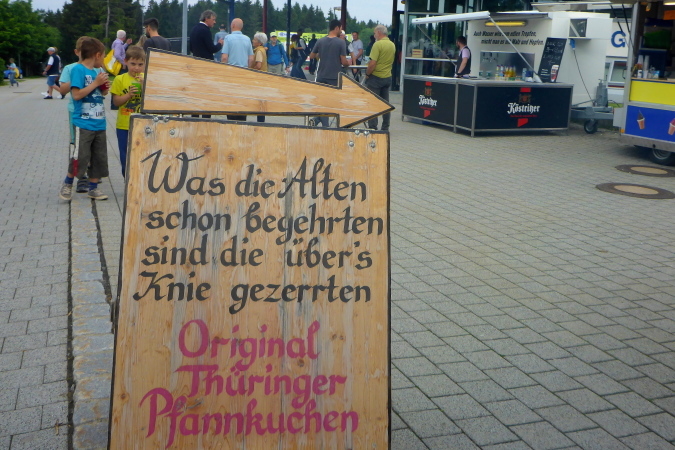 Was die Alten
schon begehrten
sind die über's
Knie gezerrten
Original
Thüringer
Pfannkuchen
Köstritzer
Köstritzer
G